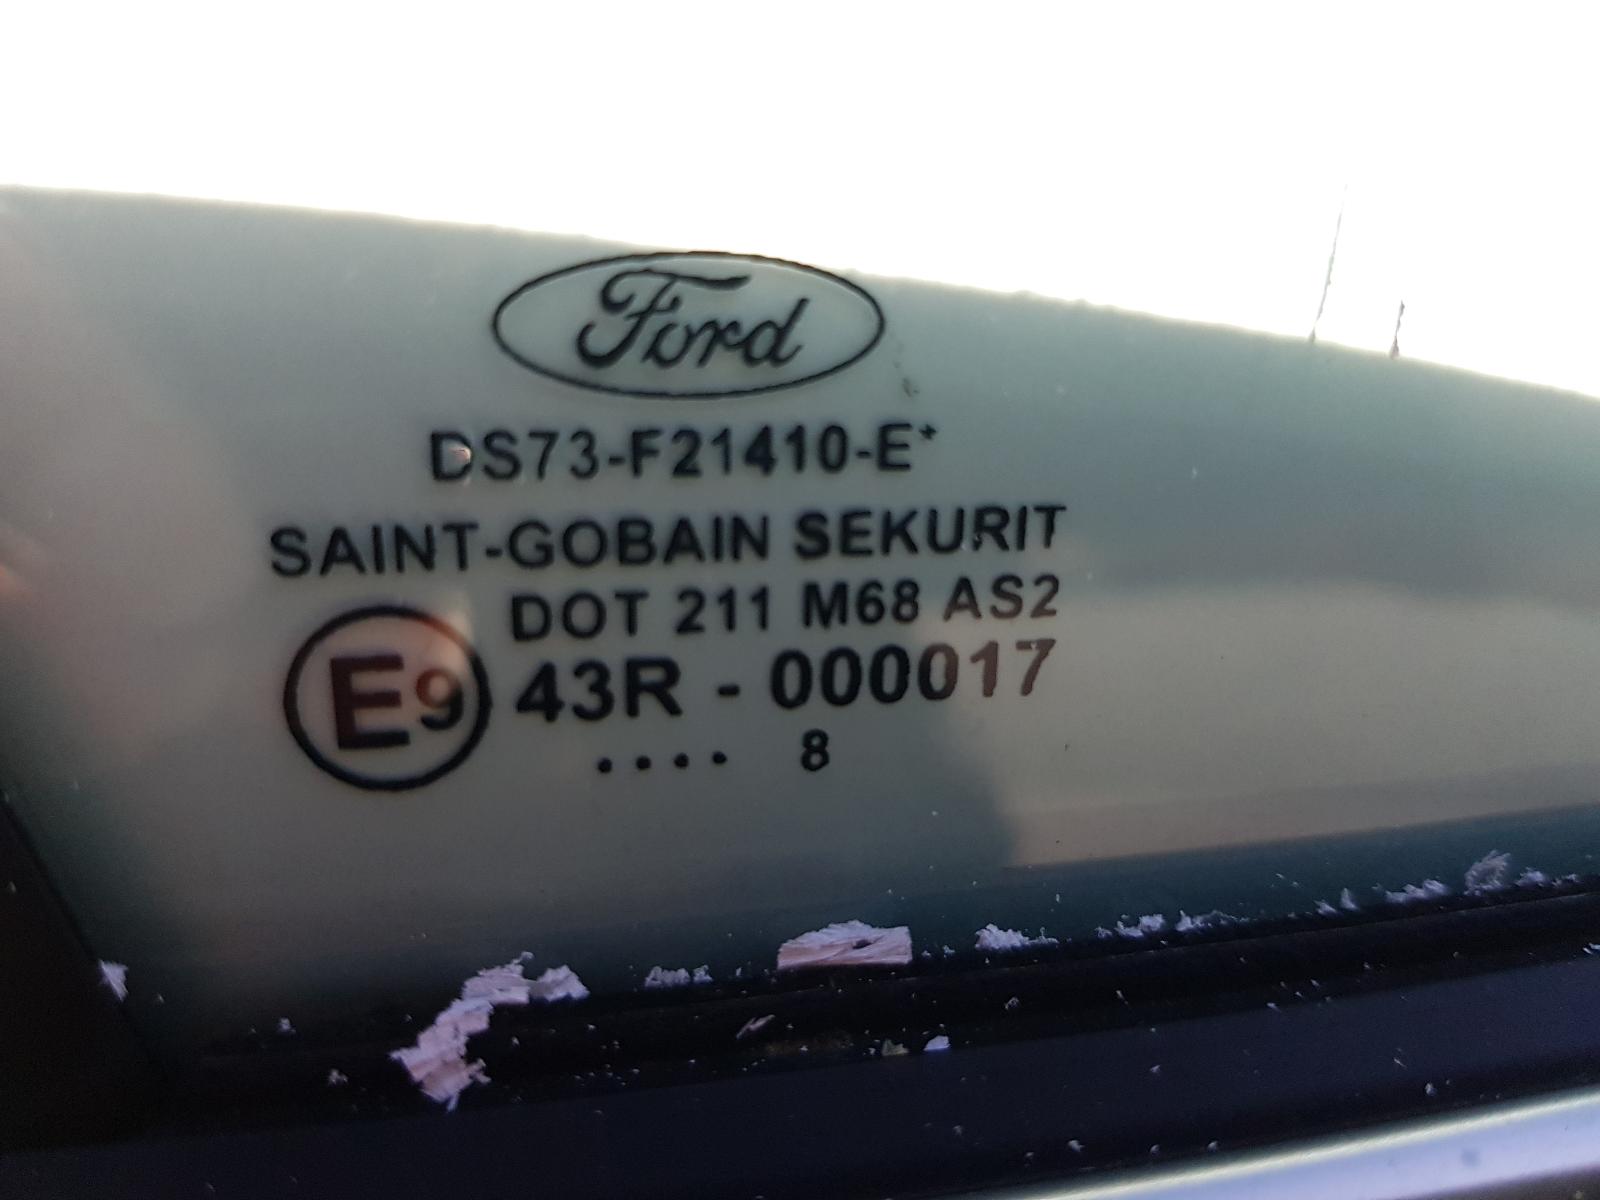 Ford
DS73-F21410-E*
SAINT-GOBAIN SEKURIT
DOT 211 M68 AS2
E9 43R - 000017
.... 8